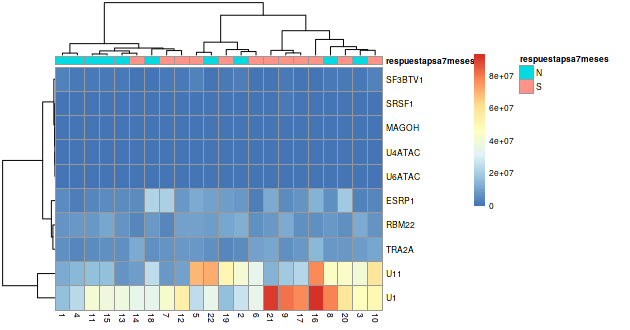 respuestapsa7meses
respuestapsa7meses
N
S
SF3BTV1
SRSF1
MAGOH
U4ATAC
U6ATAC
ESRP1
RBM22
TRA2A
U11
U1
8e+07
6e+07
4e+07
2e+07
0
1 4 11 15 13 14 18 7 12 5 22 19 2 6 21 9 17 16 8 20 3 10